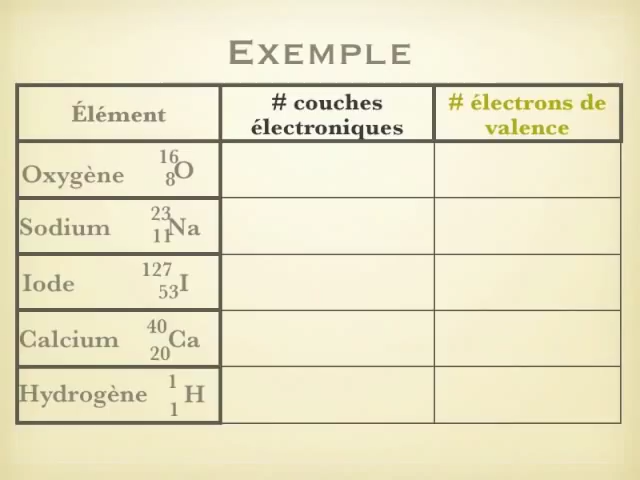 EXEMPLE
Élément
# couches
électroniques
# électrons de
valence
Oxygène 16 8 O
Sodium 23 11 Na
Iode 127 53 I
Calcium 40 20 Ca
Hydrogène 1 1 H